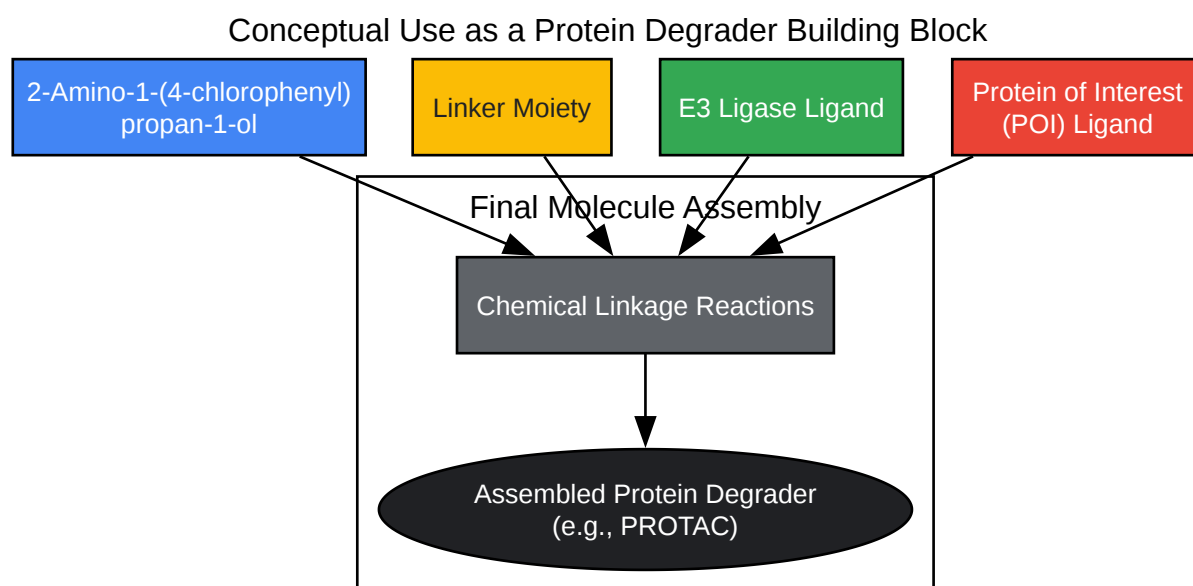 Conceptual Use as a Protein Degrader Building Block
2-Amino-1-(4-chlorophenyl)
propan-1-ol
Linker Moiety
E3 Ligase Ligand
Protein of Interest
(POI) Ligand
Final Molecule Assembly
Chemical Linkage Reactions
Assembled Protein Degrader
(e.g., PROTAC)